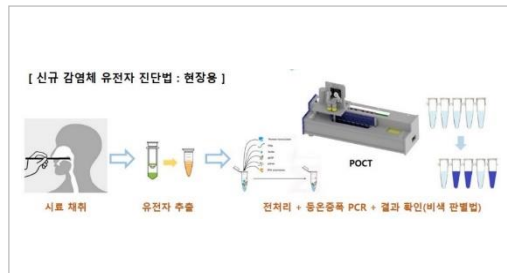 [ 신규 감염체 유전자 진단법 : 현장용 ]
POCT
시료 채취
유전자 추출
전처리 + 등온증폭 PCR + 결과 확인(비색 판별법)